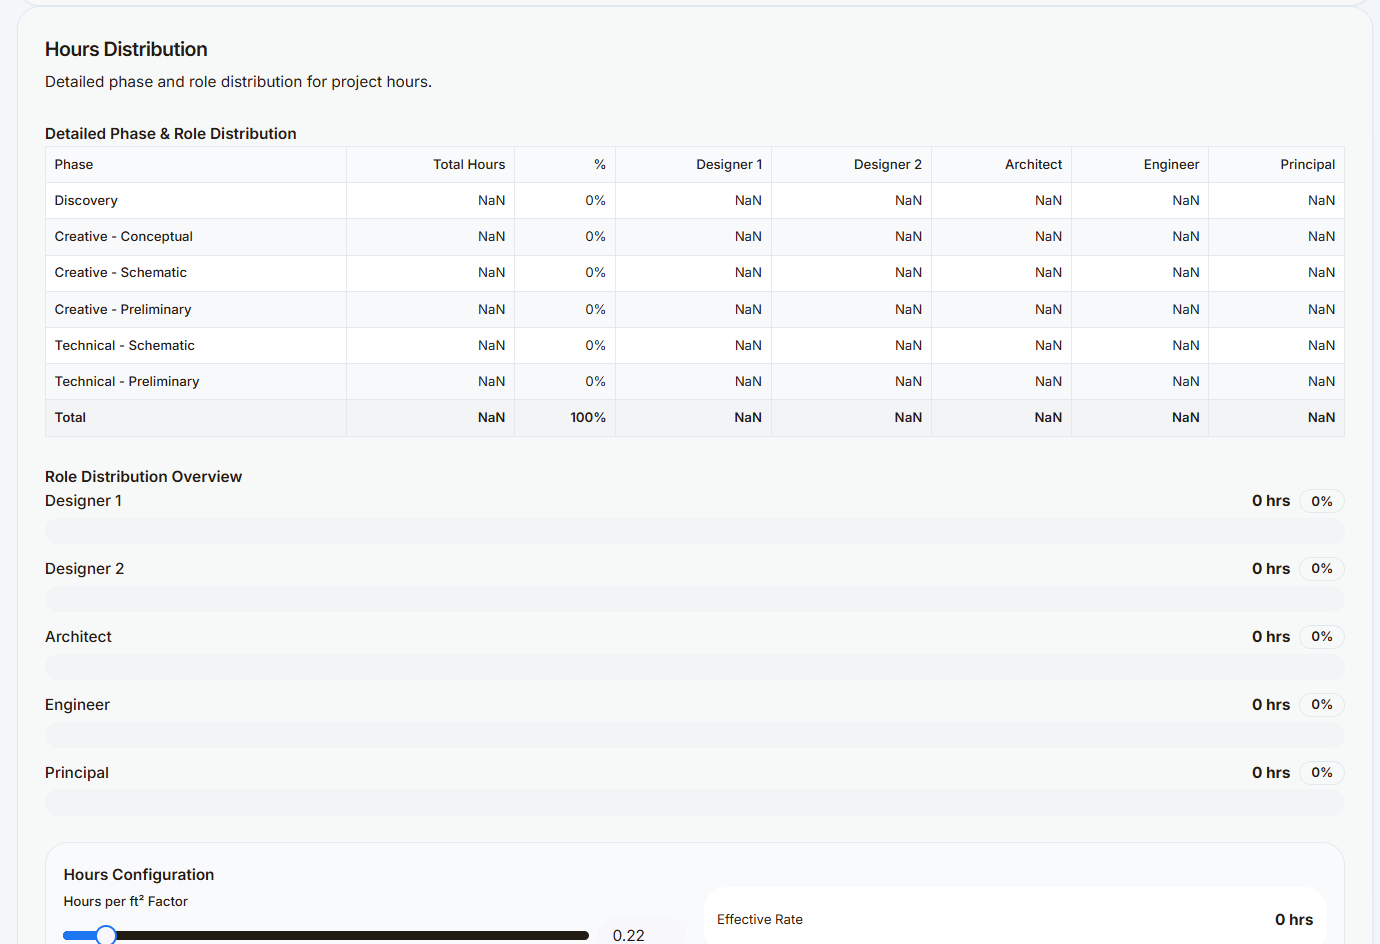 Hours Distribution
Detailed phase and role distribution for project hours.
Detailed Phase & Role Distribution
Phase Total Hours % Designer 1 Designer 2 Architect Engineer Principal
Discovery NaN 0% NaN NaN NaN NaN NaN
Creative - Conceptual NaN 0% NaN NaN NaN NaN NaN
Creative - Schematic NaN 0% NaN NaN NaN NaN NaN
Creative - Preliminary NaN 0% NaN NaN NaN NaN NaN
Technical - Schematic NaN 0% NaN NaN NaN NaN NaN
Technical - Preliminary NaN 0% NaN NaN NaN NaN NaN
Total NaN 100% NaN NaN NaN NaN NaN
Role Distribution Overview
Designer 1 0 hrs 0%
Designer 2 0 hrs 0%
Architect 0 hrs 0%
Engineer 0 hrs 0%
Principal 0 hrs 0%
Hours Configuration
Hours per ft² Factor
Effective Rate 0 hrs
0.22